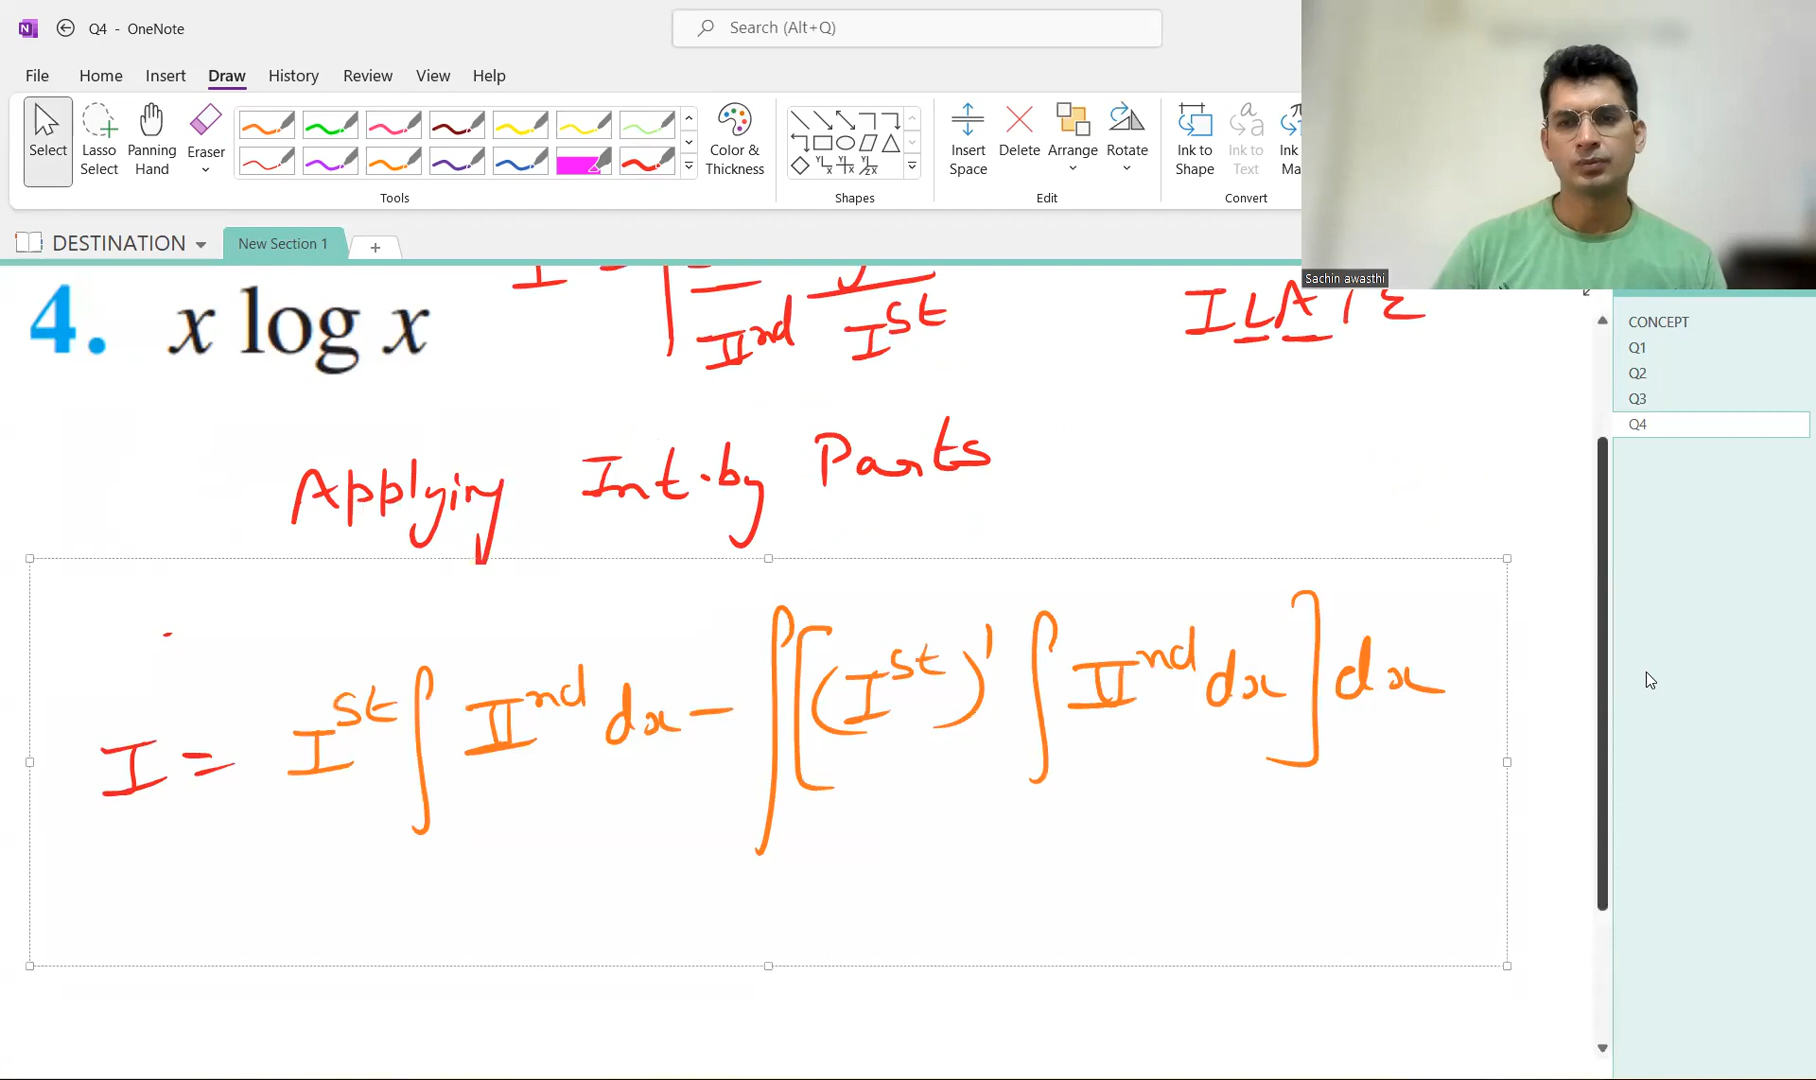 Q4 - OneNote
Search (Alt+Q)
File Home Insert Draw History Review View Help
Select
Lasso Select
Panning Hand
Eraser
Color & Thickness
Insert Space
Delete
Arrange
Rotate
Ink to Shape
Ink to Text
Ink Ma
Tools
Shapes
Edit
Convert
DESTINATION
New Section 1
+
Sachin awasthi
CONCEPT
Q1
Q2
Q3
Q4
4. x log x
I = ∫
IInd Ist
ILATE
Applying Int.by Parts
I = Ist ∫ IInd dx − ∫ [(Ist)' ∫ IInd dx] dx